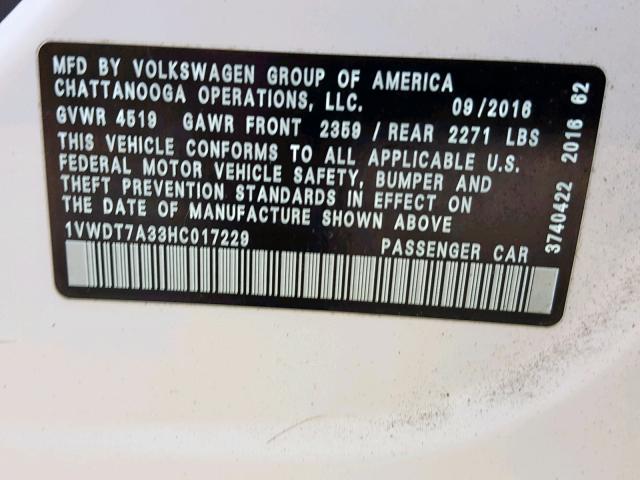 MFD BY VOLKSWAGEN GROUP OF AMERICA
CHATTANOOGA OPERATIONS, LLC. 09/2016
GVWR 4519 GAWR FRONT 2359 / REAR 2271 LBS
THIS VEHICLE CONFORMS TO ALL APPLICABLE U.S.
FEDERAL MOTOR VEHICLE SAFETY, BUMPER AND
THEFT PREVENTION STANDARDS IN EFFECT ON
THE DATE OF MANUFACTURE SHOWN ABOVE
1VWDT7A33HC017229 PASSENGER CAR
3740422 2016 62